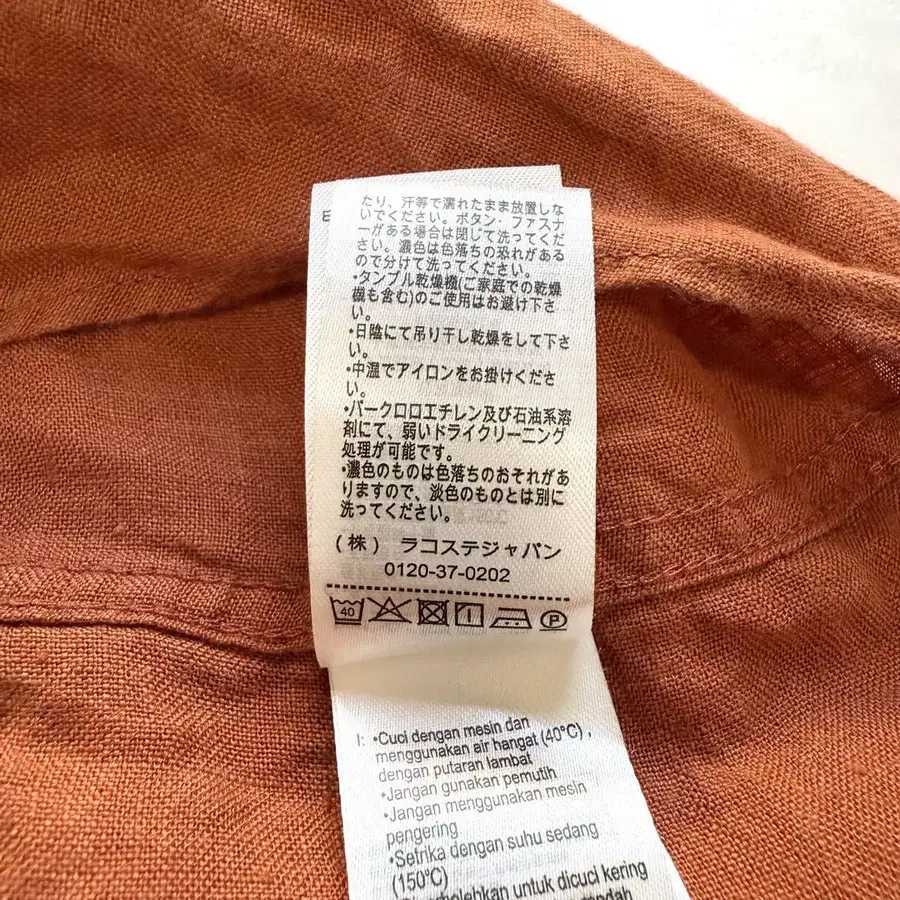 たり、汗等で濡れたまま放置しな
いでください。ボタン・ファスナ
ーがある場合は閉じて洗ってくだ
さい。濃色は色落ちの恐れがある
ので分けて洗ってください。
•タンブル乾燥機(ご家庭での乾燥
機も含む)のご使用はお避け下さ
い。
•日陰にて吊り干し乾燥をして下さ
い。
•中温でアイロンをお掛けくださ
い。
•パークロロエチレン及び石油系溶
剤にて、弱いドライクリーニング
処理が可能です。
•濃色のものは色落ちのおそれがあ
りますので、淡色のものとは別に
洗ってください。
(株) ラコステジャパン
0120-37-0202
40 P
I: •Cuci dengan mesin dan
menggunakan air hangat (40°C) ,
dengan putaran lambat
•Jangan gunakan pemutih
•Jangan menggunakan mesin
pengering
•Setrika dengan suhu sedang
(150°C)
untuk dicuci kering